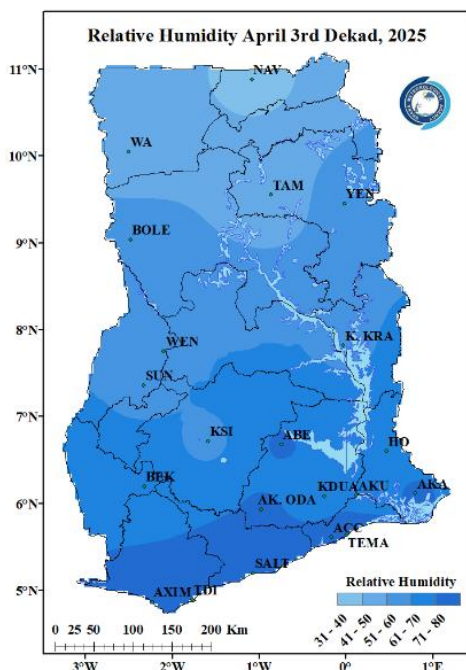 Relative Humidity April 3rd Dekad, 2025
11°N
NAV
10°N
WA
TAM
YEN
9°N
BOLE
8°N
K. KRA
WEN
SUN
7°N
KSI
ABE
HO
BEK
6°N
KDUA
AKU
AKA
AK. ODA
ACC
TEMA
SALT
5°N
AXIM
TDI
Relative Humidity
31 - 40
41 - 50
51 - 60
61 - 70
71 - 80
0 25 50 100 150 200 Km
3°W 2°W 1°W 0° 1°E